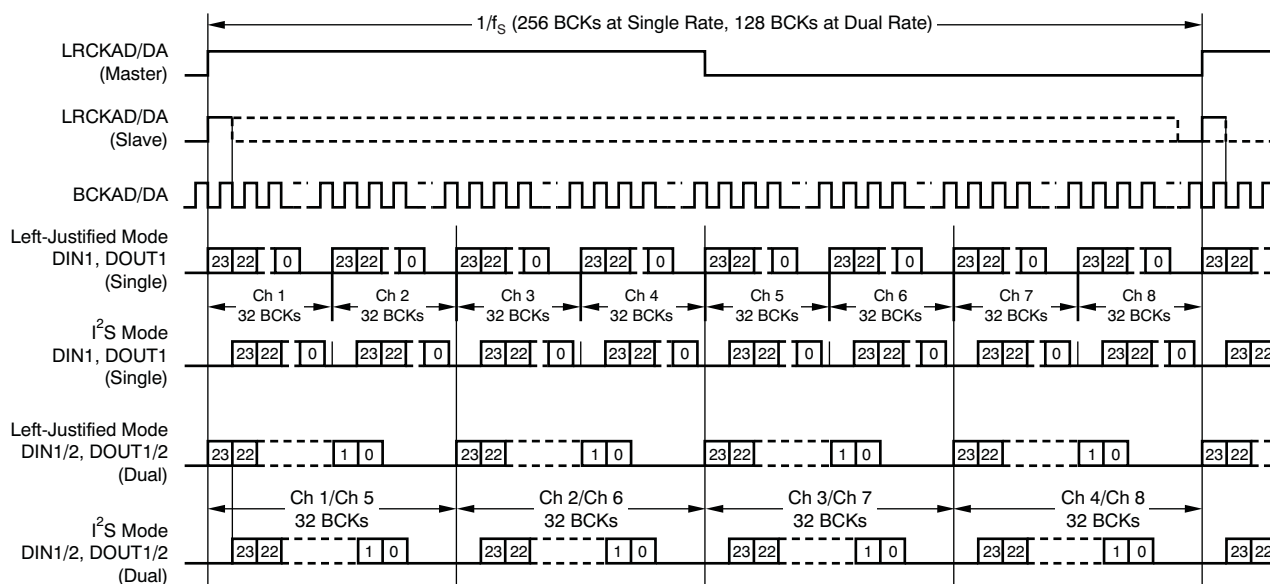 1/fS (256 BCKs at Single Rate, 128 BCKs at Dual Rate)
LRCKAD/DA
(Master)
LRCKAD/DA
(Slave)
BCKAD/DA
Left-Justified Mode
DIN1, DOUT1
(Single)
23 22 0 23 22 0 23 22 0 23 22 0 23 22 0 23 22 0 23 22 0 23 22 0 23 22
Ch 1 Ch 2 Ch 3 Ch 4 Ch 5 Ch 6 Ch 7 Ch 8
32 BCKs 32 BCKs 32 BCKs 32 BCKs 32 BCKs 32 BCKs 32 BCKs 32 BCKs
I2S Mode
DIN1, DOUT1
(Single)
23 22 0 23 22 0 23 22 0 23 22 0 23 22 0 23 22 0 23 22 0 23 22 0 23 22
Left-Justified Mode
DIN1/2, DOUT1/2
(Dual)
23 22 1 0 23 22 1 0 23 22 1 0 23 22 1 0 23 22
Ch 1/Ch 5 Ch 2/Ch 6 Ch 3/Ch 7 Ch 4/Ch 8
32 BCKs 32 BCKs 32 BCKs 32 BCKs
I2S Mode
DIN1/2, DOUT1/2
(Dual)
23 22 1 0 23 22 1 0 23 22 1 0 23 22 1 0 23 22